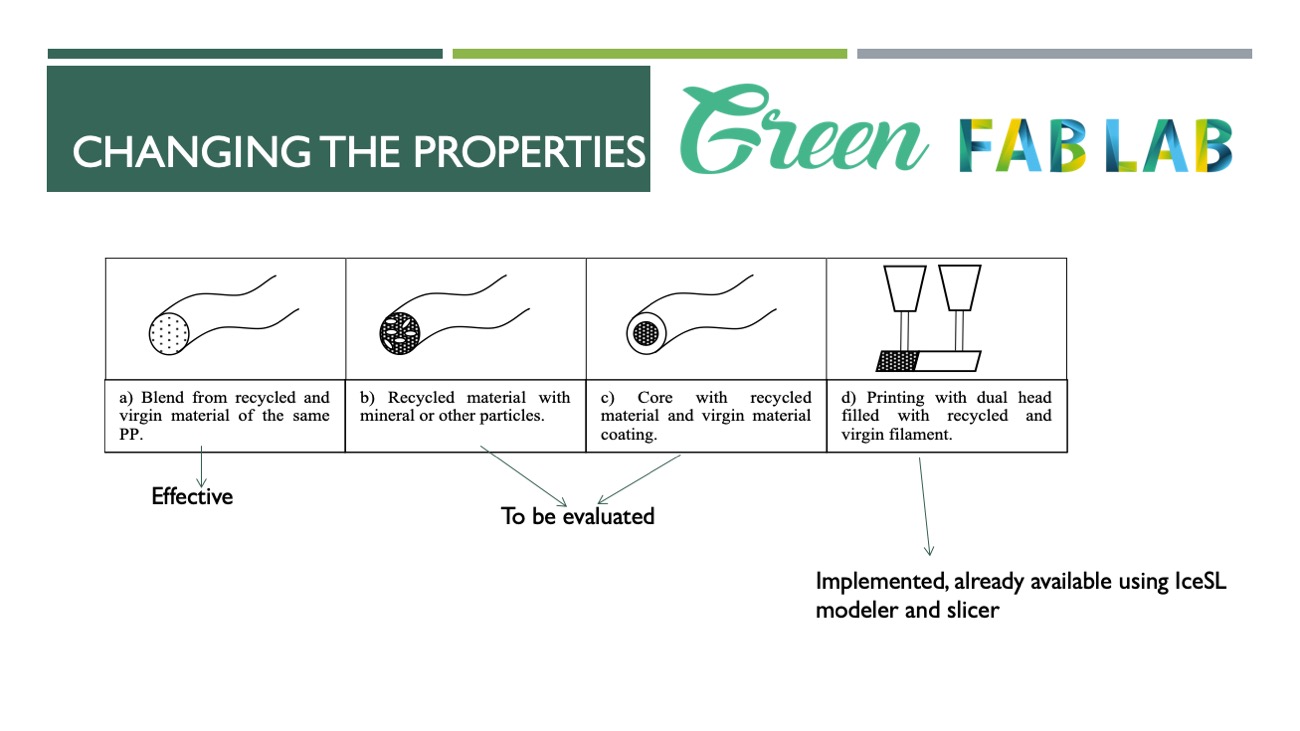 CHANGING THE PROPERTIES
Green FAB LAB
a) Blend from recycled and
virgin material of the same
PP.
b) Recycled material with
mineral or other particles.
c) Core with recycled
material and virgin material
coating.
d) Printing with dual head
filled with recycled and
virgin filament.
Effective
To be evaluated
Implemented, already available using IceSL
modeler and slicer